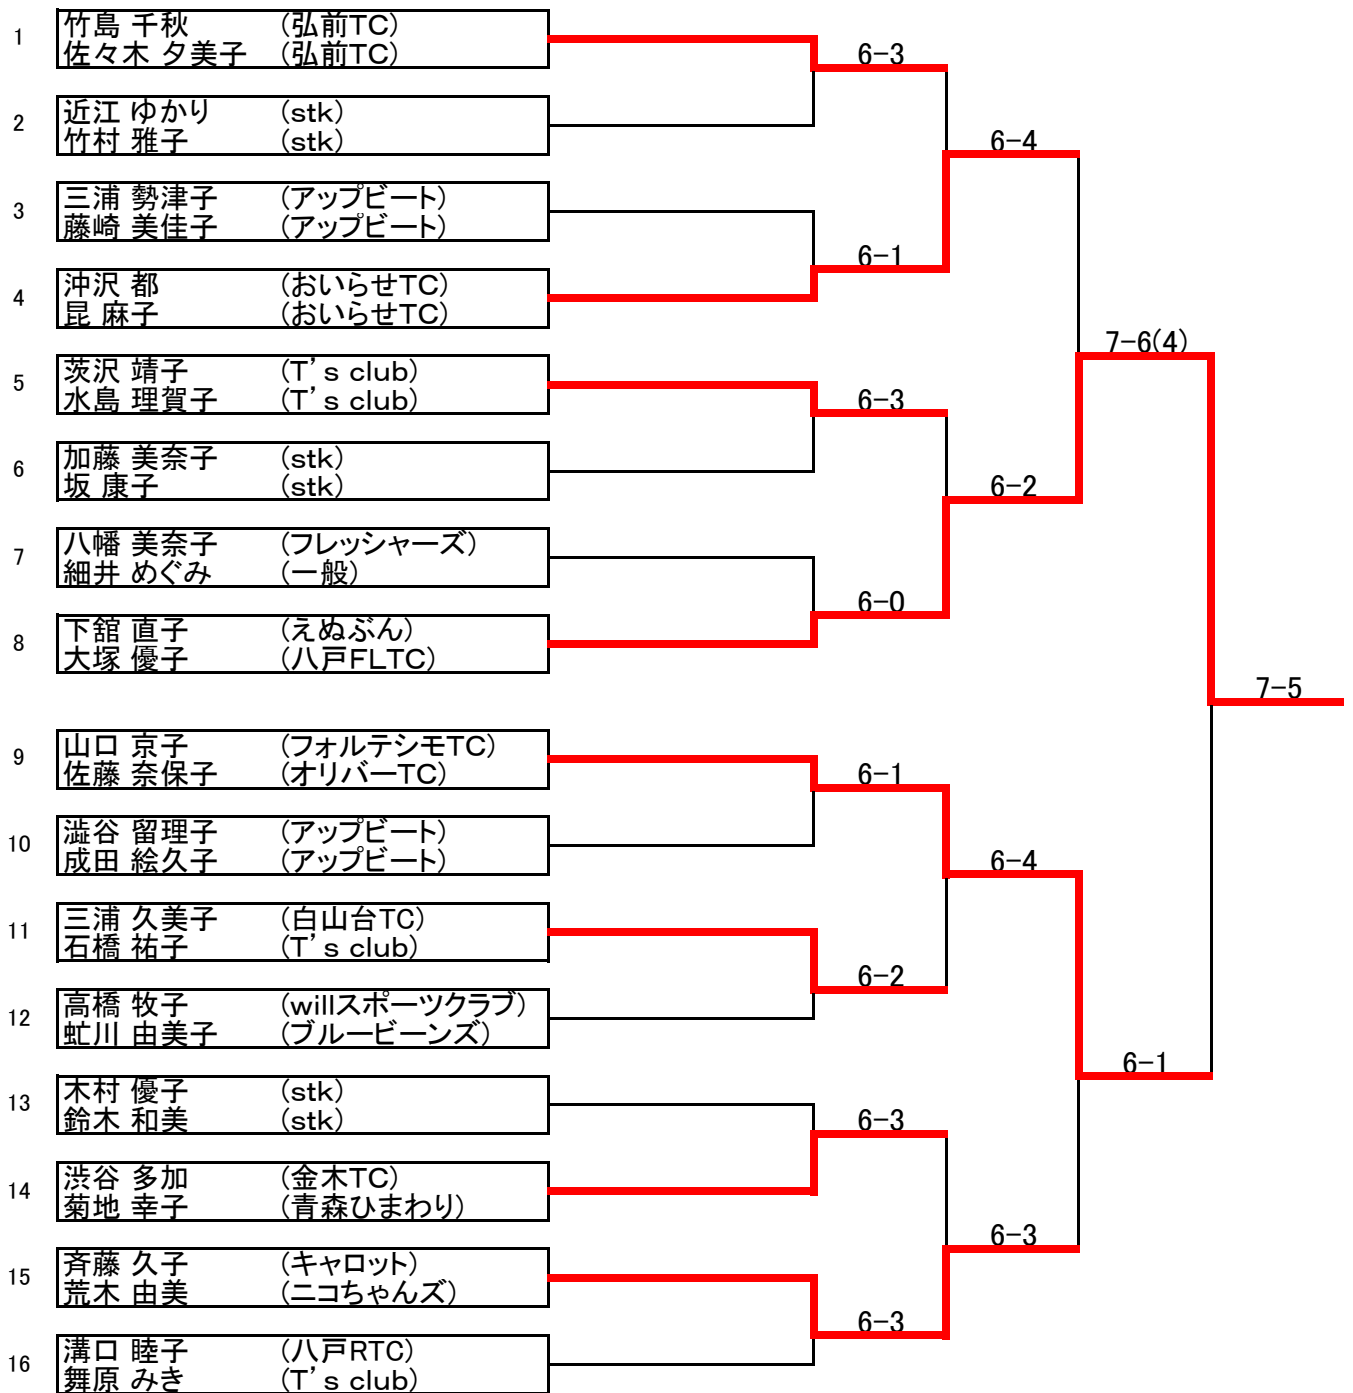 1 竹島 千秋 (弘前TC)
佐々木 夕美子 (弘前TC)
6-3
2 近江 ゆかり (stk)
竹村 雅子 (stk)
6-4
3 三浦 勢津子 (アップビート)
藤崎 美佳子 (アップビート)
6-1
4 沖沢 都 (おいらせTC)
昆 麻子 (おいらせTC)
7-6(4)
5 茨沢 靖子 (T’s club)
水島 理賀子 (T’s club)
6-3
6 加藤 美奈子 (stk)
坂 康子 (stk)
6-2
7 八幡 美奈子 (フレッシャーズ)
細井 めぐみ (一般)
6-0
8 下舘 直子 (えぬぶん)
大塚 優子 (八戸FLTC)
7-5
9 山口 京子 (フォルテシモTC)
佐藤 奈保子 (オリバーTC)
6-1
10 澁谷 留理子 (アップビート)
成田 絵久子 (アップビート)
6-4
11 三浦 久美子 (白山台TC)
石橋 祐子 (T’s club)
6-2
12 高橋 牧子 (willスポーツクラブ)
虻川 由美子 (ブルービーンズ)
6-1
13 木村 優子 (stk)
鈴木 和美 (stk)
6-3
14 渋谷 多加 (金木TC)
菊地 幸子 (青森ひまわり)
6-3
15 斉藤 久子 (キャロット)
荒木 由美 (ニコちゃんズ)
6-3
16 溝口 睦子 (八戸RTC)
舞原 みき (T’s club)